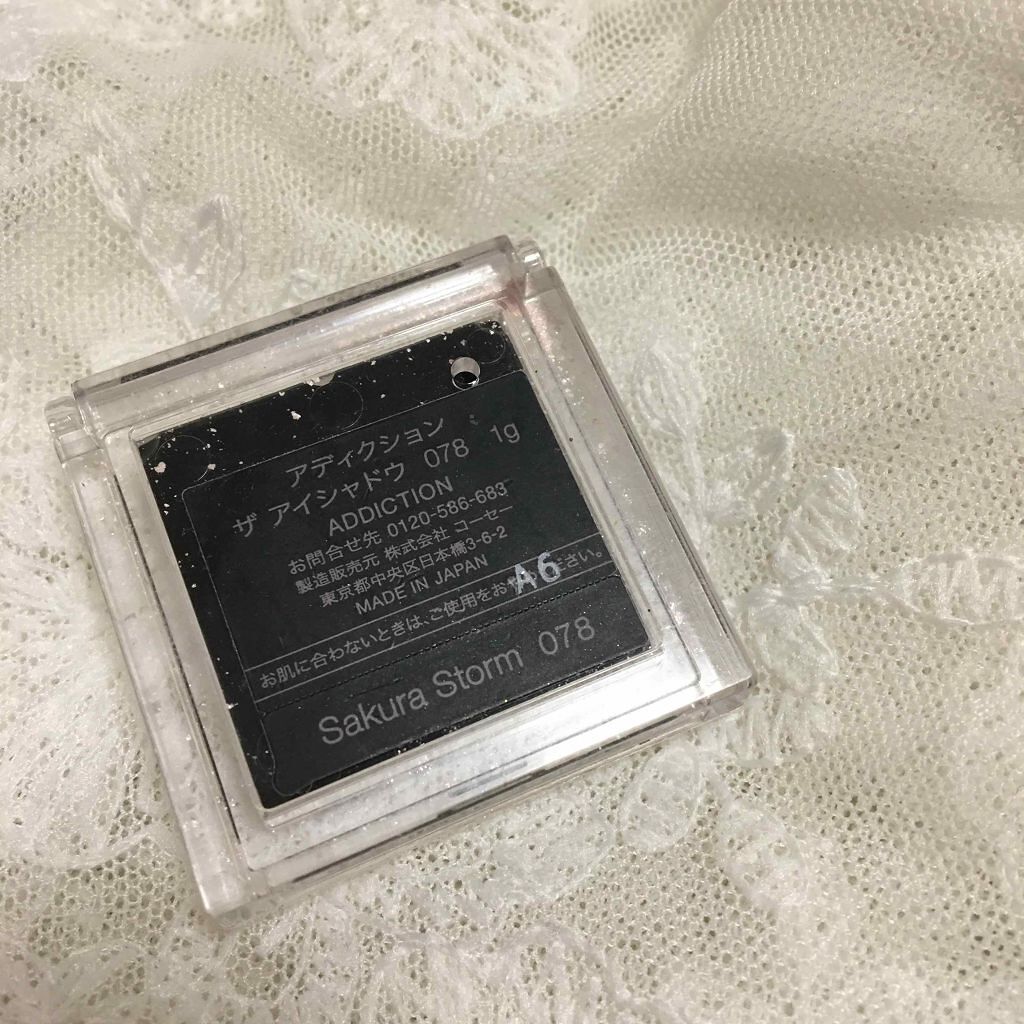 アディクション
ザ アイシャドウ 078 1g
ADDICTION
お問合せ先 0120-586-683
製造販売元 株式会社 コーセー
東京都中央区日本橋3-6-2
MADE IN JAPAN
A6
お肌に合わないときは、ご使用をお ださい。
Sakura Storm 078